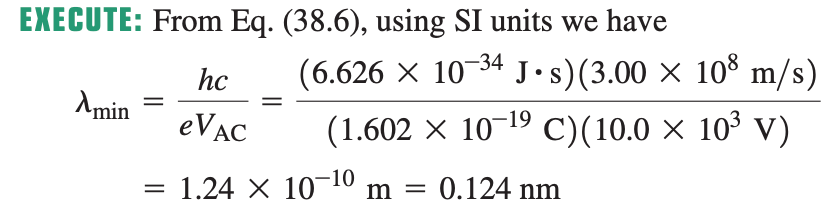 EXECUTE: From Eq. (38.6), using SI units we have
λmin = hc / eVAC = (6.626 × 10⁻³⁴ J·s)(3.00 × 10⁸ m/s) / (1.602 × 10⁻¹⁹ C)(10.0 × 10³ V)
= 1.24 × 10⁻¹⁰ m = 0.124 nm